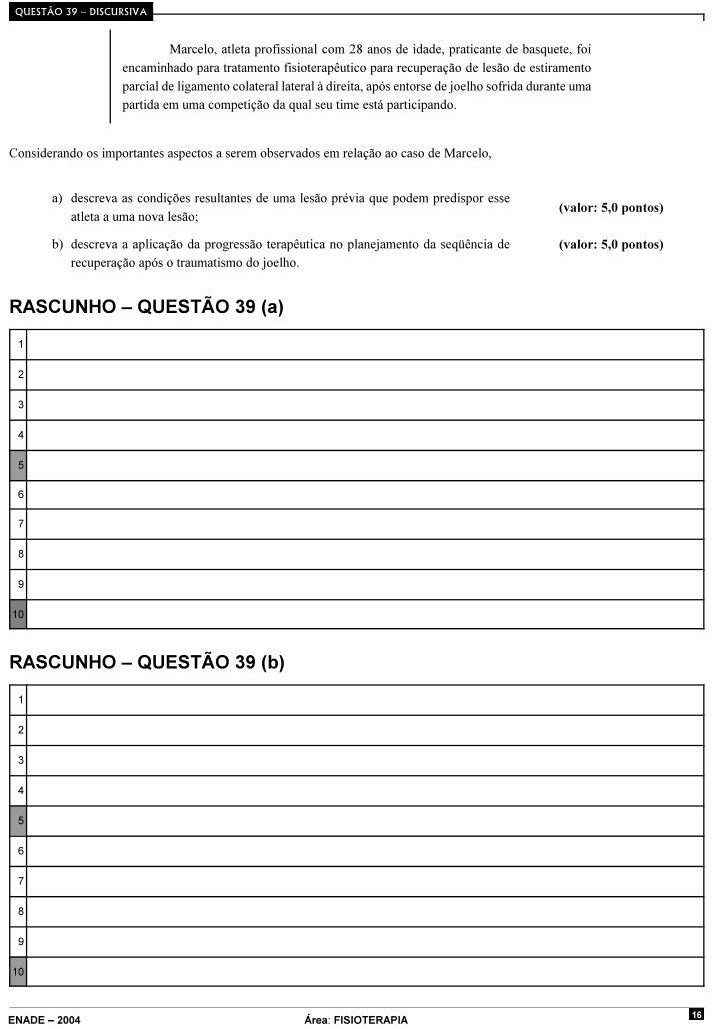 QUESTÃO 39 – DISCURSIVA
Marcelo, atleta profissional com 28 anos de idade, praticante de basquete, foi
encaminhado para tratamento fisioterapêutico para recuperação de lesão de estiramento
parcial de ligamento colateral lateral à direita, após entorse de joelho sofrida durante uma
partida em uma competição da qual seu time está participando.
Considerando os importantes aspectos a serem observados em relação ao caso de Marcelo,
a) descreva as condições resultantes de uma lesão prévia que podem predispor esse
atleta a uma nova lesão;
(valor: 5,0 pontos)
b) descreva a aplicação da progressão terapêutica no planejamento da seqüência de
recuperação após o traumatismo do joelho.
(valor: 5,0 pontos)
RASCUNHO – QUESTÃO 39 (a)
1
2
3
4
5
6
7
8
9
10
RASCUNHO – QUESTÃO 39 (b)
1
2
3
4
5
6
7
8
9
10
16
ENADE – 2004
Área: FISIOTERAPIA